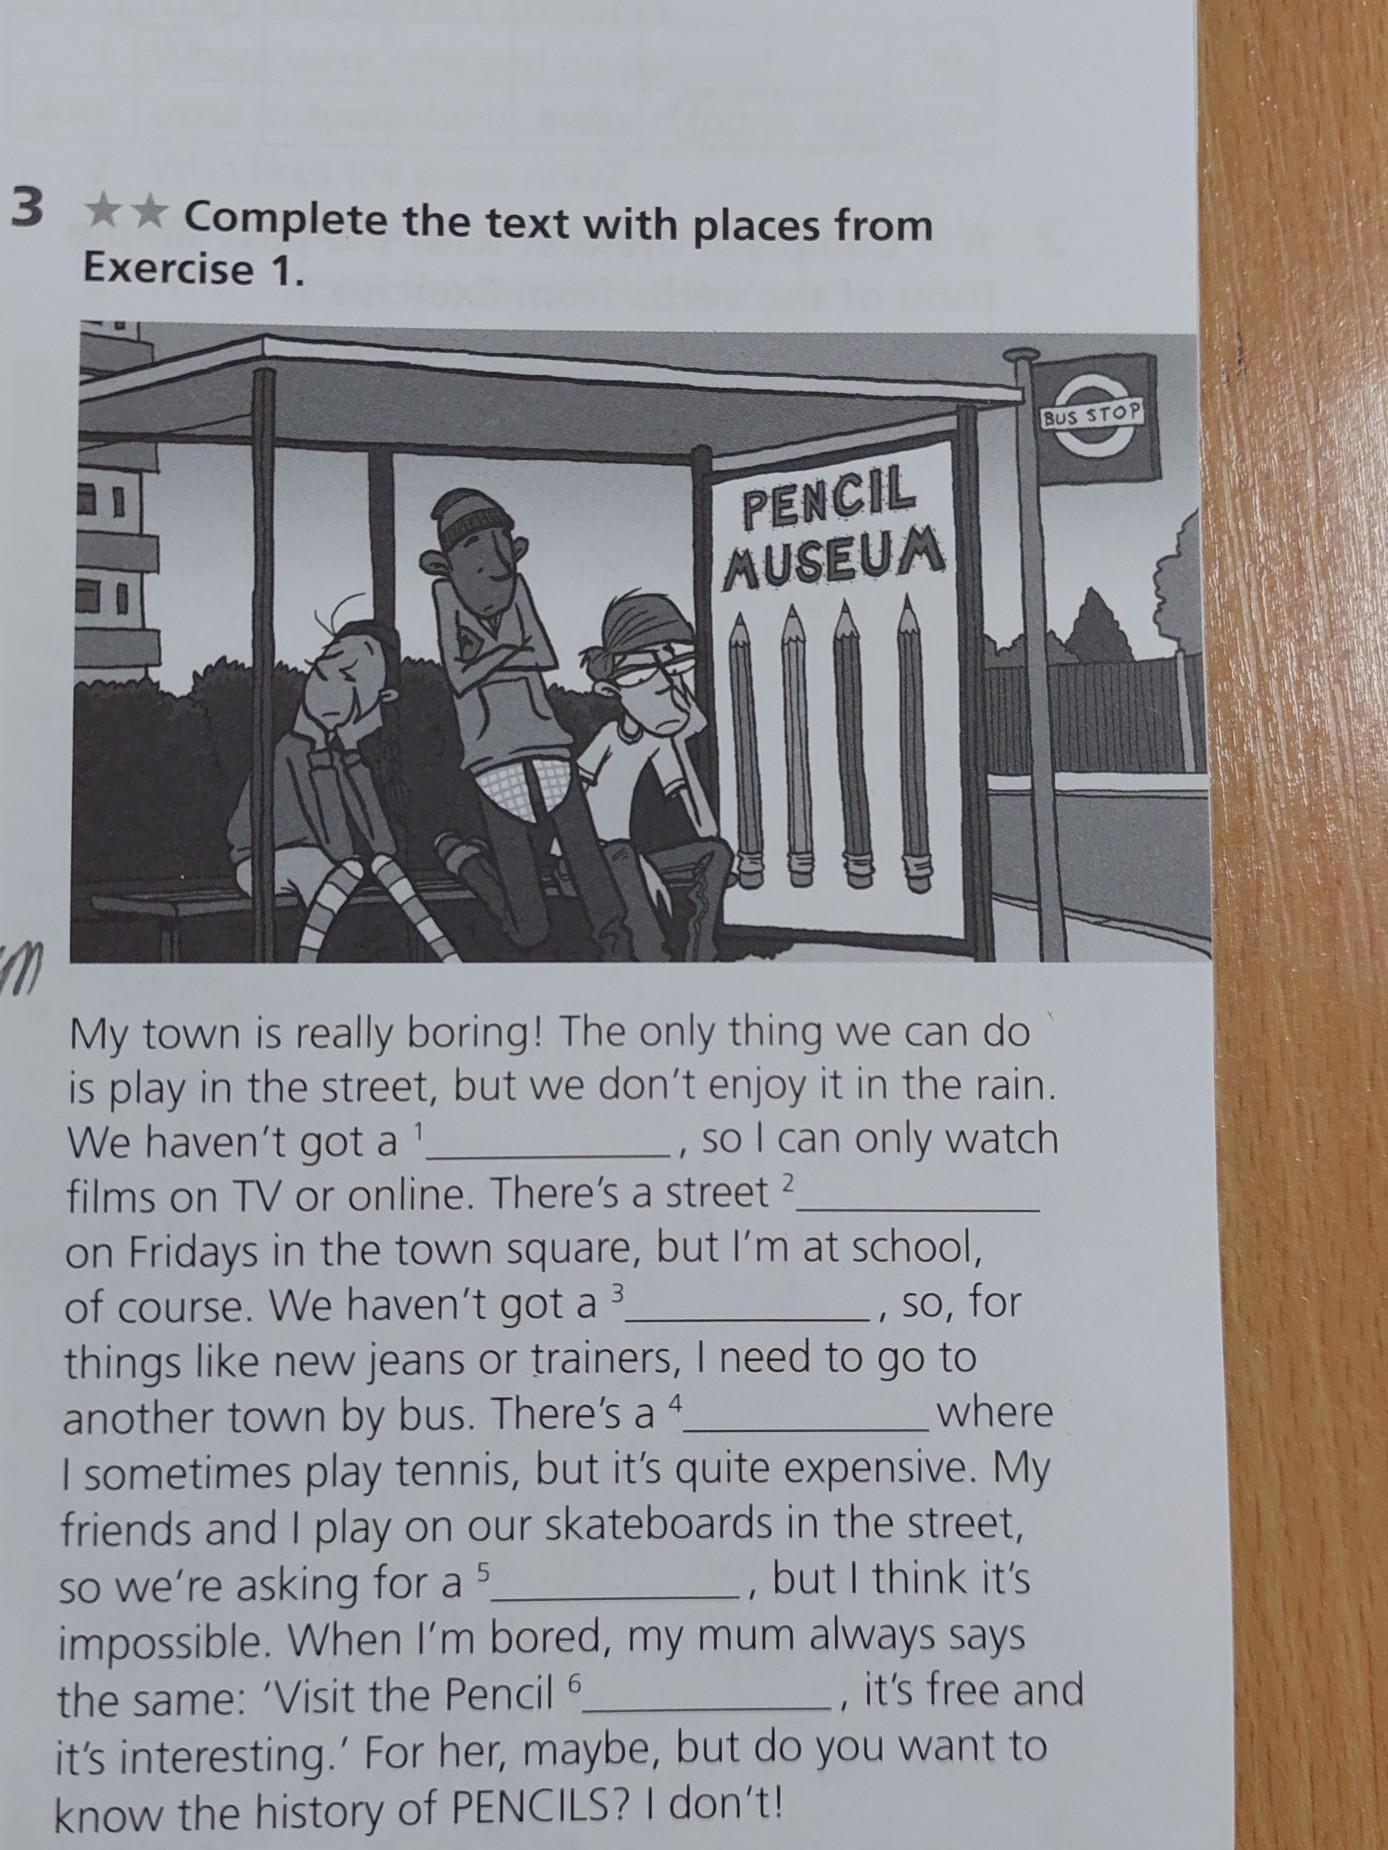 3 ★★ Complete the text with places from
Exercise 1.
BUS STOP
PENCIL
MUSEUM
My town is really boring! The only thing we can do
is play in the street, but we don't enjoy it in the rain.
We haven't got a 1__________, so I can only watch
films on TV or online. There's a street 2__________
on Fridays in the town square, but I'm at school,
of course. We haven't got a 3__________, so, for
things like new jeans or trainers, I need to go to
another town by bus. There's a 4__________ where
I sometimes play tennis, but it's quite expensive. My
friends and I play on our skateboards in the street,
so we're asking for a 5__________, but I think it's
impossible. When I'm bored, my mum always says
the same: 'Visit the Pencil 6__________, it's free and
it's interesting.' For her, maybe, but do you want to
know the history of PENCILS? I don't!